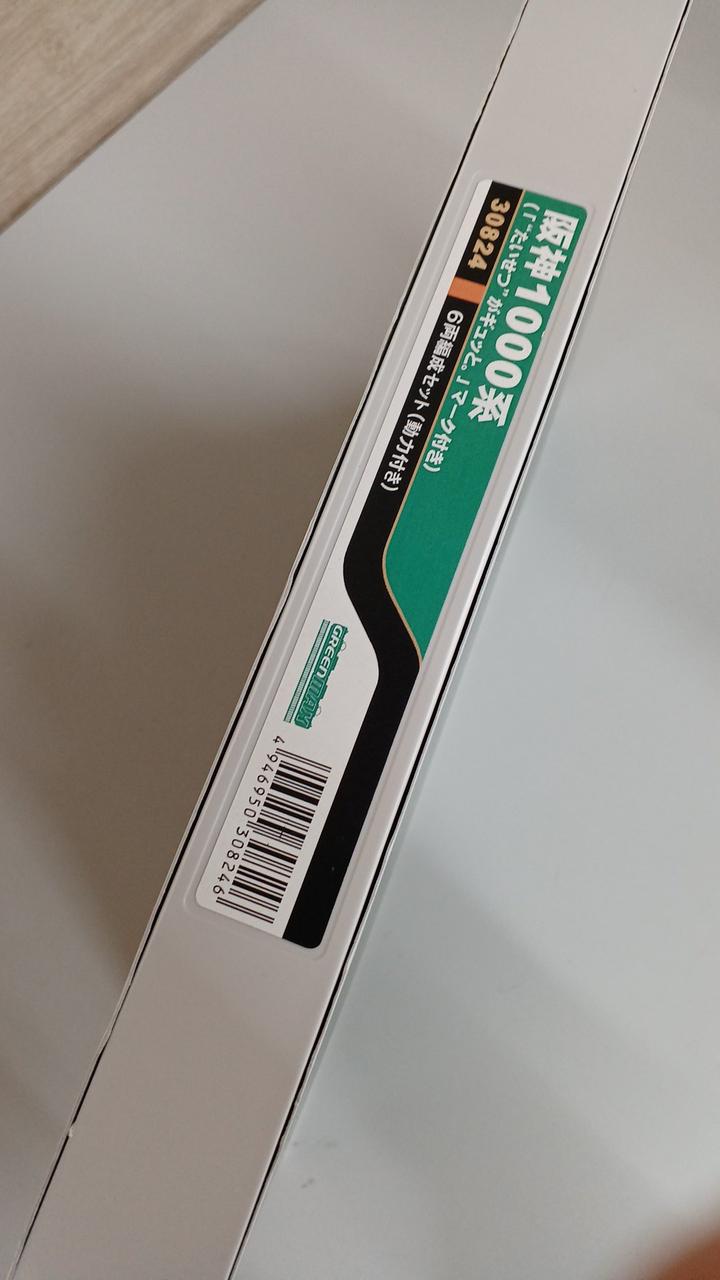 阪神1000系
(「“たいせつ”がギュッと。」マーク付き)
30824
6両編成セット(動力付き)
GREENMAX
4946950308246